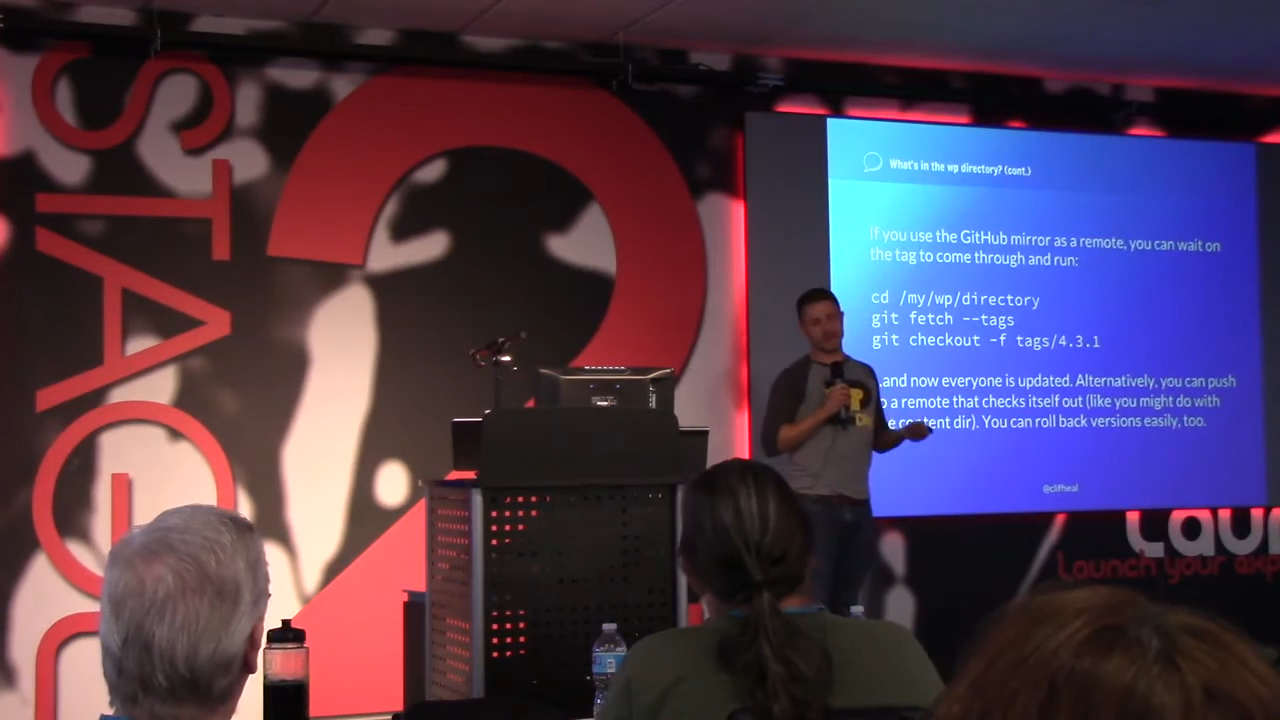 What's in the wp directory? (cont.)
If you use the GitHub mirror as a remote, you can wait on
the tag to come through and run:
cd /my/wp/directory
git fetch --tags
git checkout -f tags/4.3.1
and now everyone is updated. Alternatively, you can push
a remote that checks itself out (like you might do with
content dir). You can roll back versions easily, too.
@cliffseal
Launch your